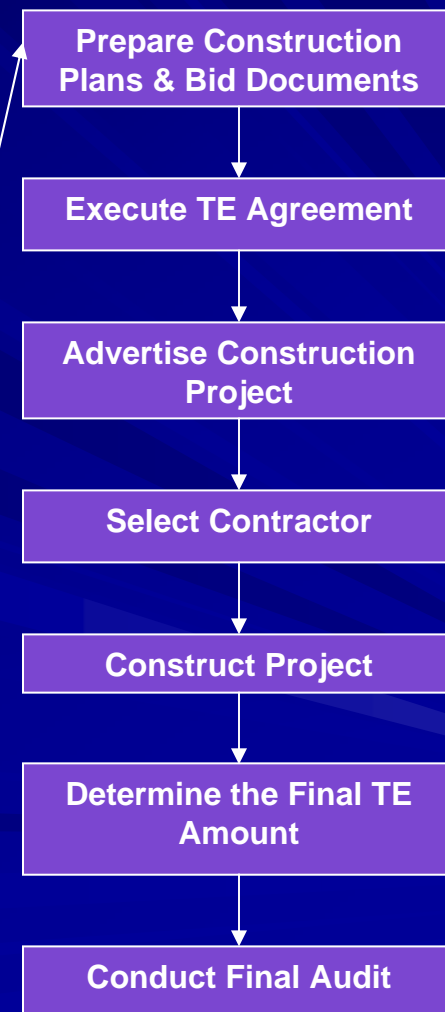 Prepare Construction
Plans & Bid Documents
Execute TE Agreement
Advertise Construction
Project
Select Contractor
Construct Project
Determine the Final TE
Amount
Conduct Final Audit